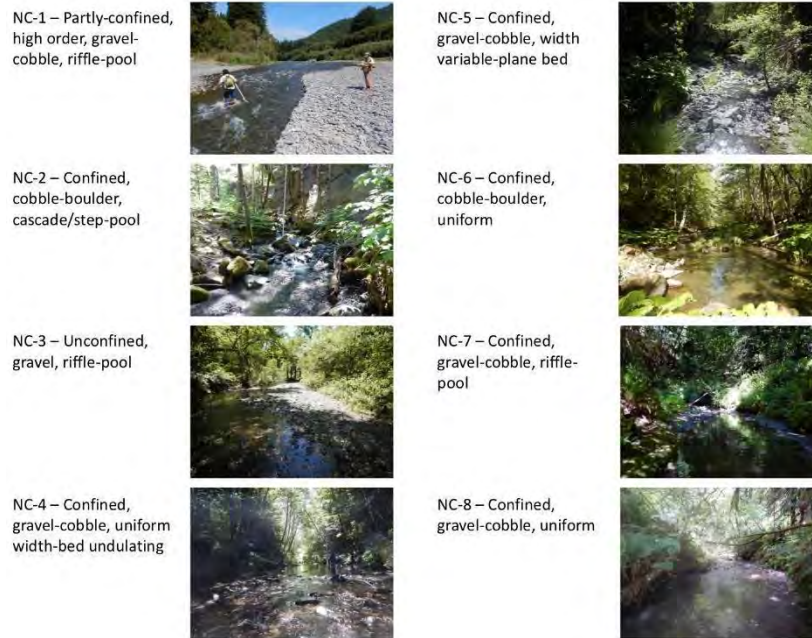 NC-1 – Partly-confined,
high order, gravel-
cobble, riffle-pool
NC-2 – Confined,
cobble-boulder,
cascade/step-pool
NC-3 – Unconfined,
gravel, riffle-pool
NC-4 – Confined,
gravel-cobble, uniform
width-bed undulating
NC-5 – Confined,
gravel-cobble, width
variable-plane bed
NC-6 – Confined,
cobble-boulder,
uniform
NC-7 – Confined,
gravel-cobble, riffle-
pool
NC-8 – Confined,
gravel-cobble, uniform